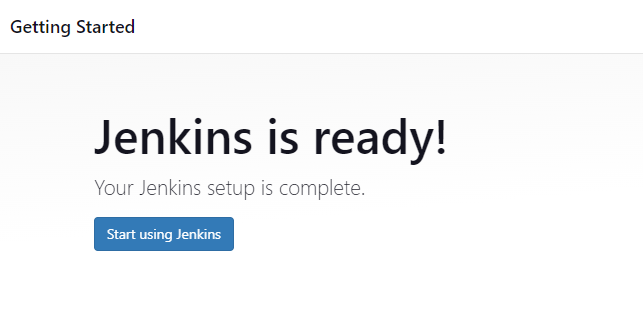 Getting Started
Jenkins is ready!
Your Jenkins setup is complete.
Start using Jenkins